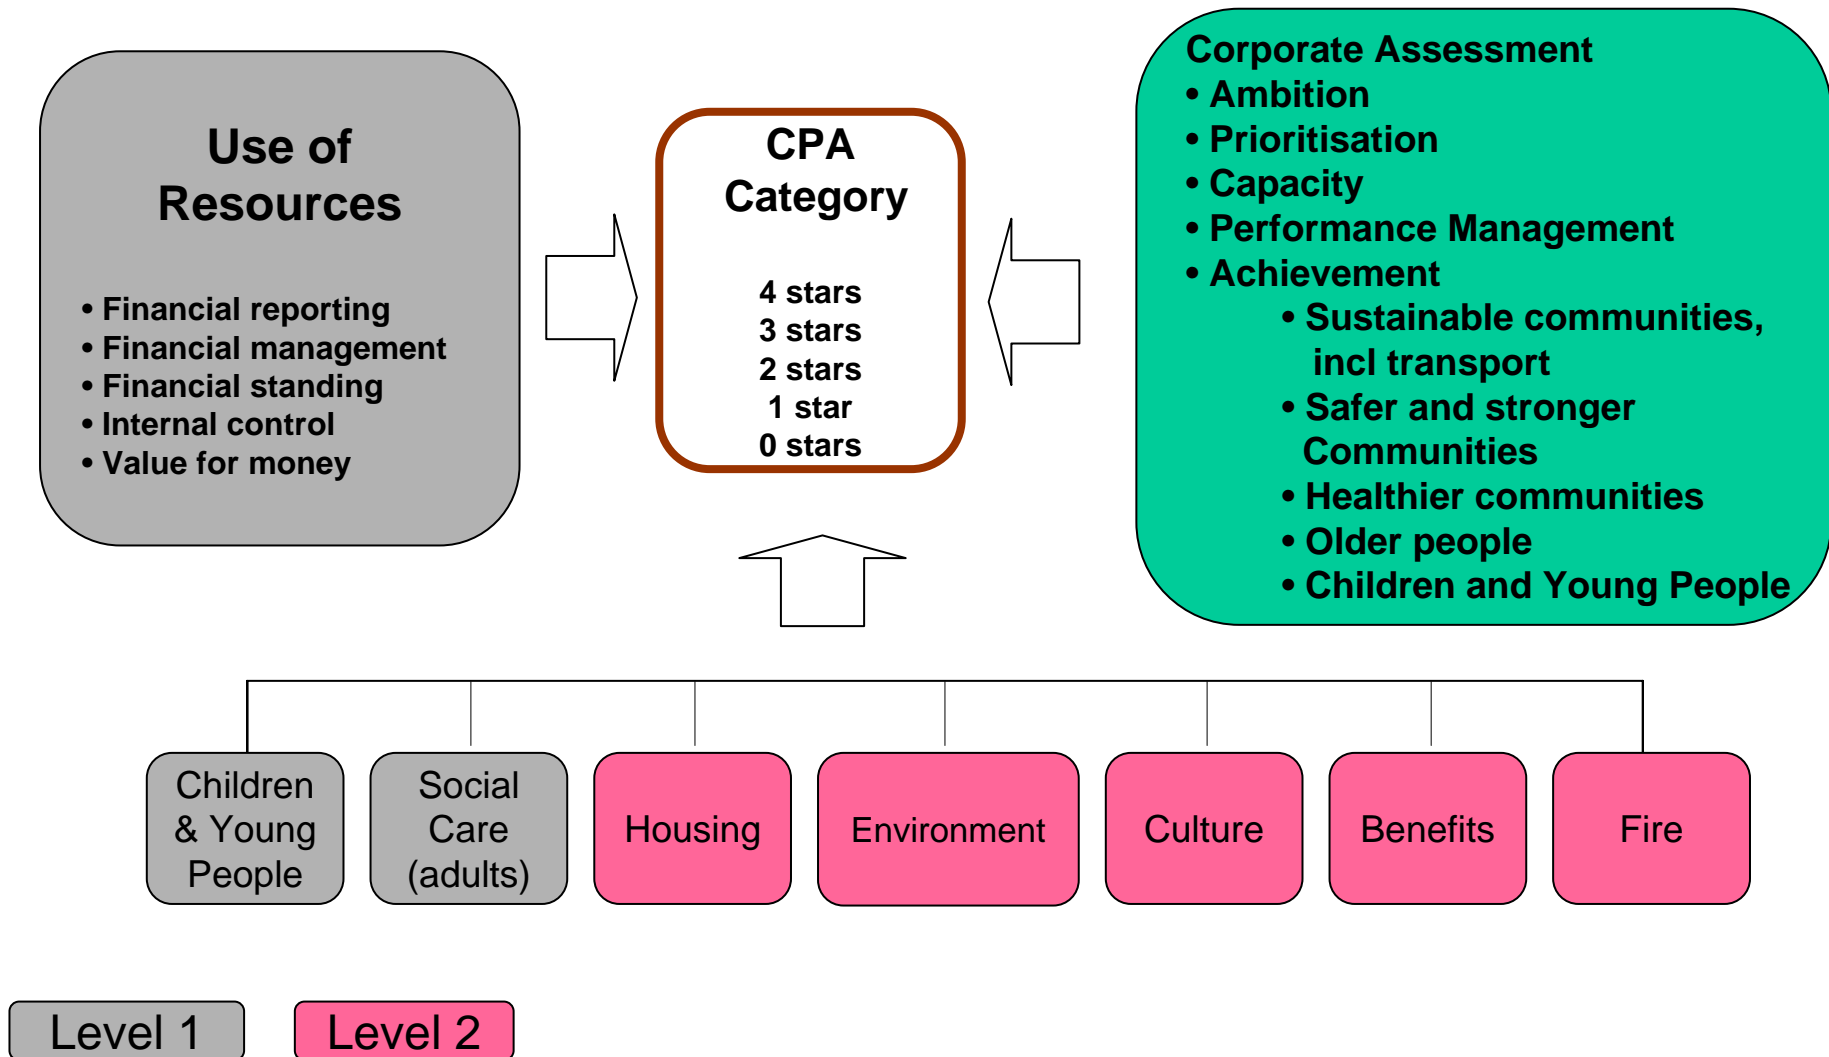 Use of
Resources
• Financial reporting
• Financial management
• Financial standing
• Internal control
• Value for money
CPA
Category
4 stars
3 stars
2 stars
1 star
0 stars
Corporate Assessment
• Ambition
• Prioritisation
• Capacity
• Performance Management
• Achievement
• Sustainable communities,
incl transport
• Safer and stronger
Communities
• Healthier communities
• Older people
• Children and Young People
Children
& Young
People
Social
Care
(adults)
Housing
Environment
Culture
Benefits
Fire
Level 1
Level 2